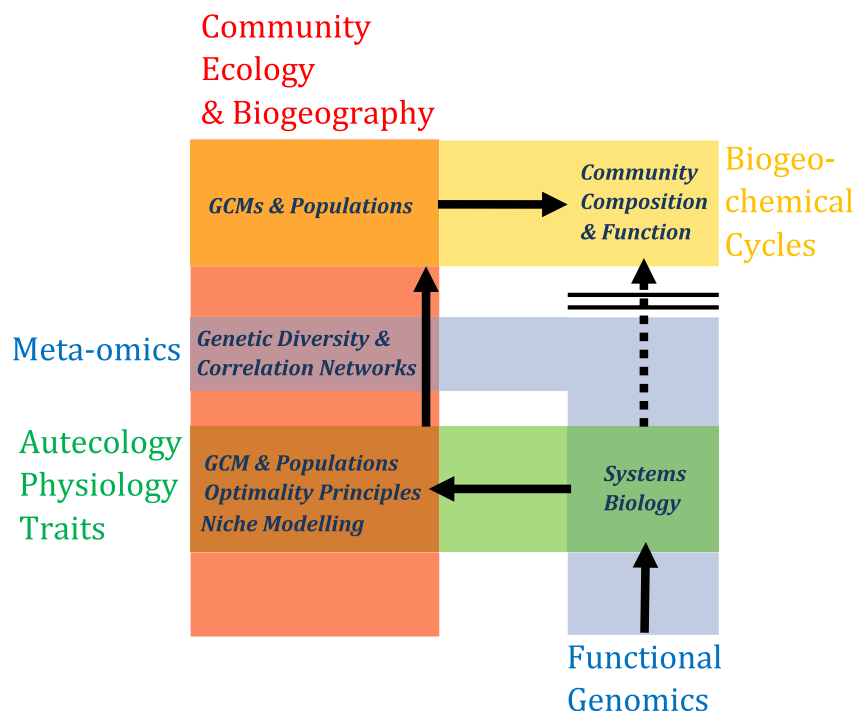 Community
Ecology
& Biogeography
GCMs & Populations
Community
Composition
& Function
Biogeo-
chemical
Cycles
Meta-omics
Genetic Diversity &
Correlation Networks
Autecology
Physiology
Traits
GCM & Populations
Optimality Principles
Niche Modelling
Systems
Biology
Functional
Genomics